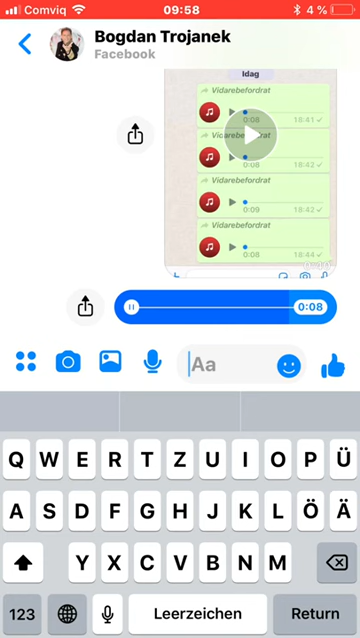 Comviq 09:58 4 %
Bogdan Trojanek
Facebook
Idag
Vidarebefordrat
0:08 18:41
Vidarebefordrat
0:08 18:42
Vidarebefordrat
0:09 18:42
Vidarebefordrat
0:08 18:44
0:08
Aa
Q W E R T Z U I O P Ü
A S D F G H J K L Ö Ä
Y X C V B N M
123 Leerzeichen Return